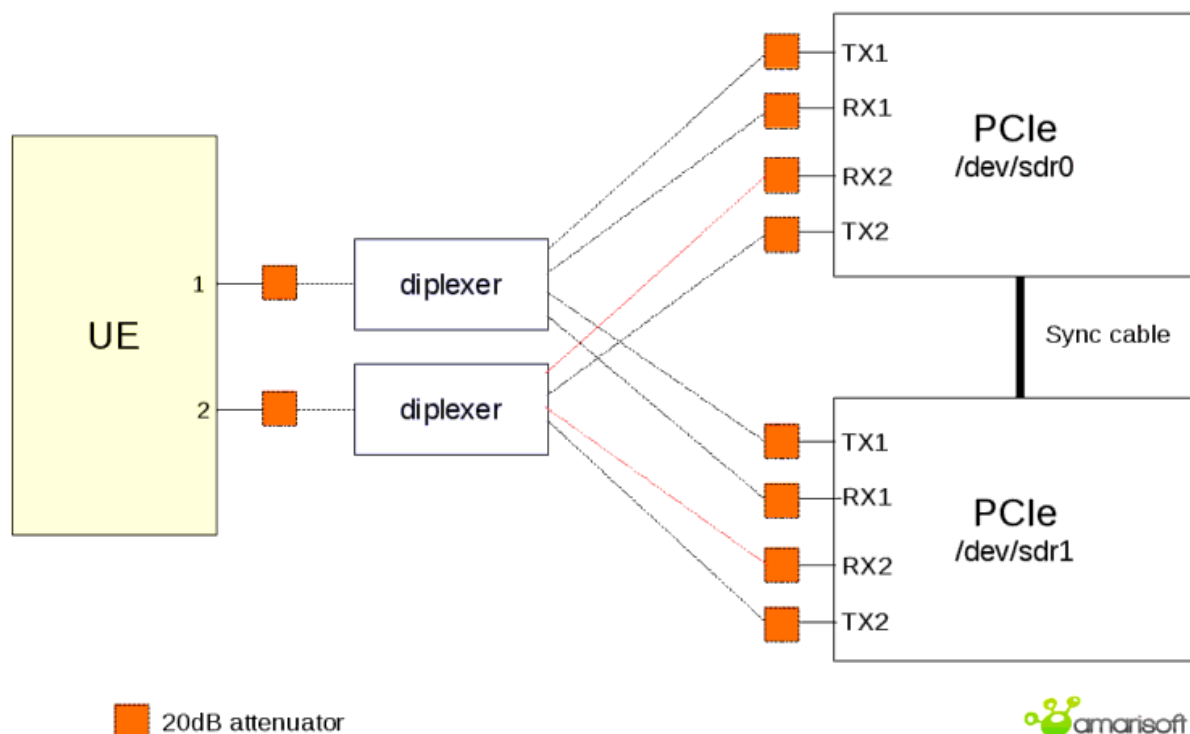 TX1
RX1
PCIe
/dev/sdr0
RX2
TX2
1
diplexer
UE
Sync cable
2
diplexer
TX1
RX1
PCIe
/dev/sdr1
RX2
TX2
20dB attenuator
amarisoft